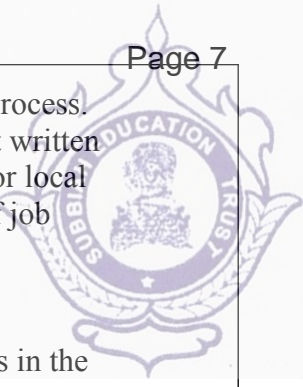 Page 7
rocess.
t written
or local
f job
s in the
SUBBIAH EDUCATION TRUST